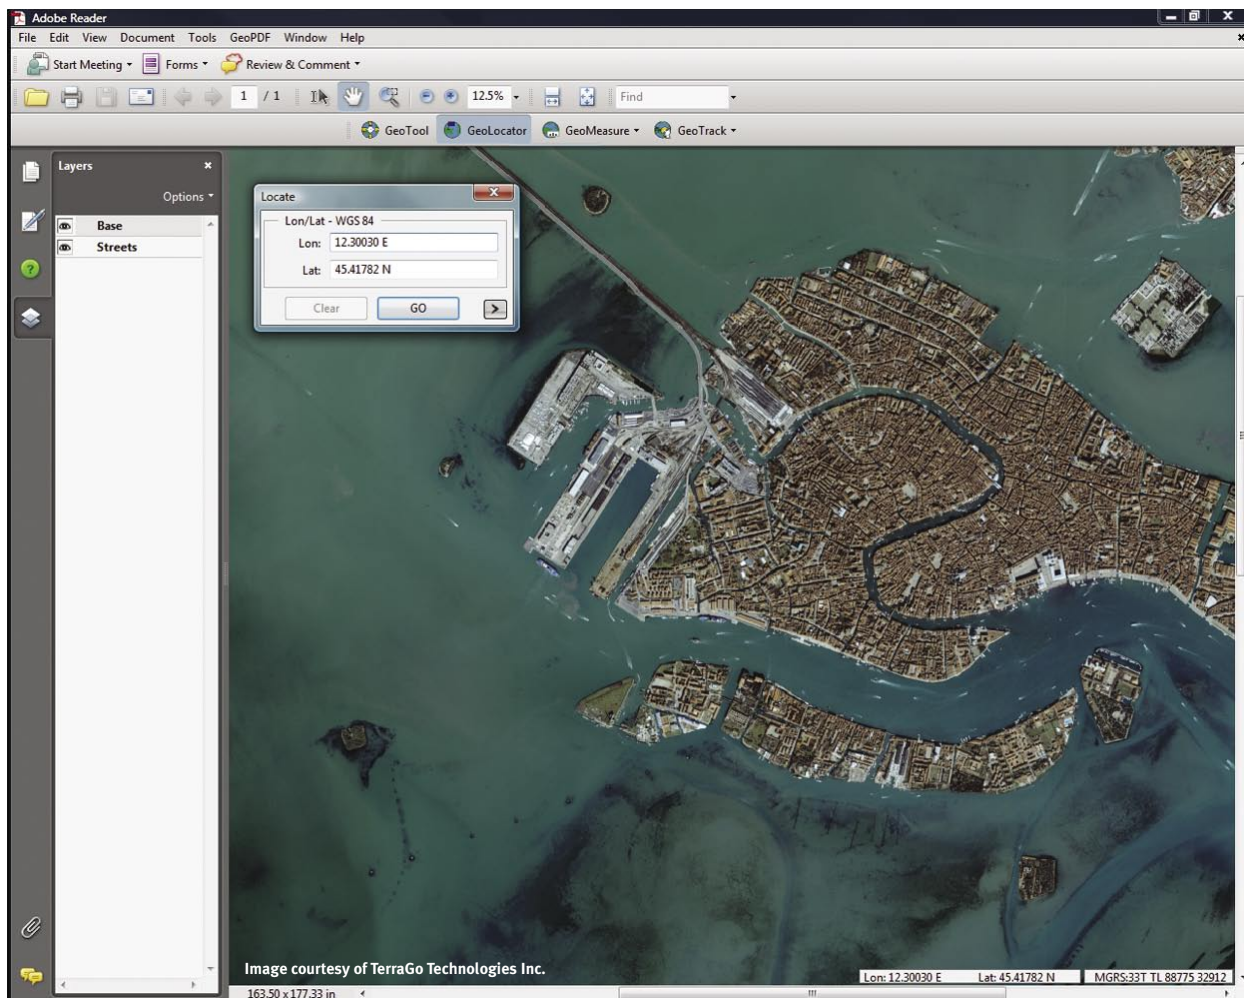 Adobe Reader
File Edit View Document Tools GeoPDF Window Help
Start Meeting Forms Review & Comment
1 / 1 12.5% Find
GeoTool GeoLocator GeoMeasure GeoTrack
Layers
Options
Base
Streets
Locate
Lon/Lat - WGS 84
Lon: 12.30030 E
Lat: 45.41782 N
Clear GO >
Image courtesy of TerraGo Technologies Inc.
Lon: 12.30030 E Lat: 45.41782 N MGRS:33T TL 88775 32912
163.50 x 177.33 in